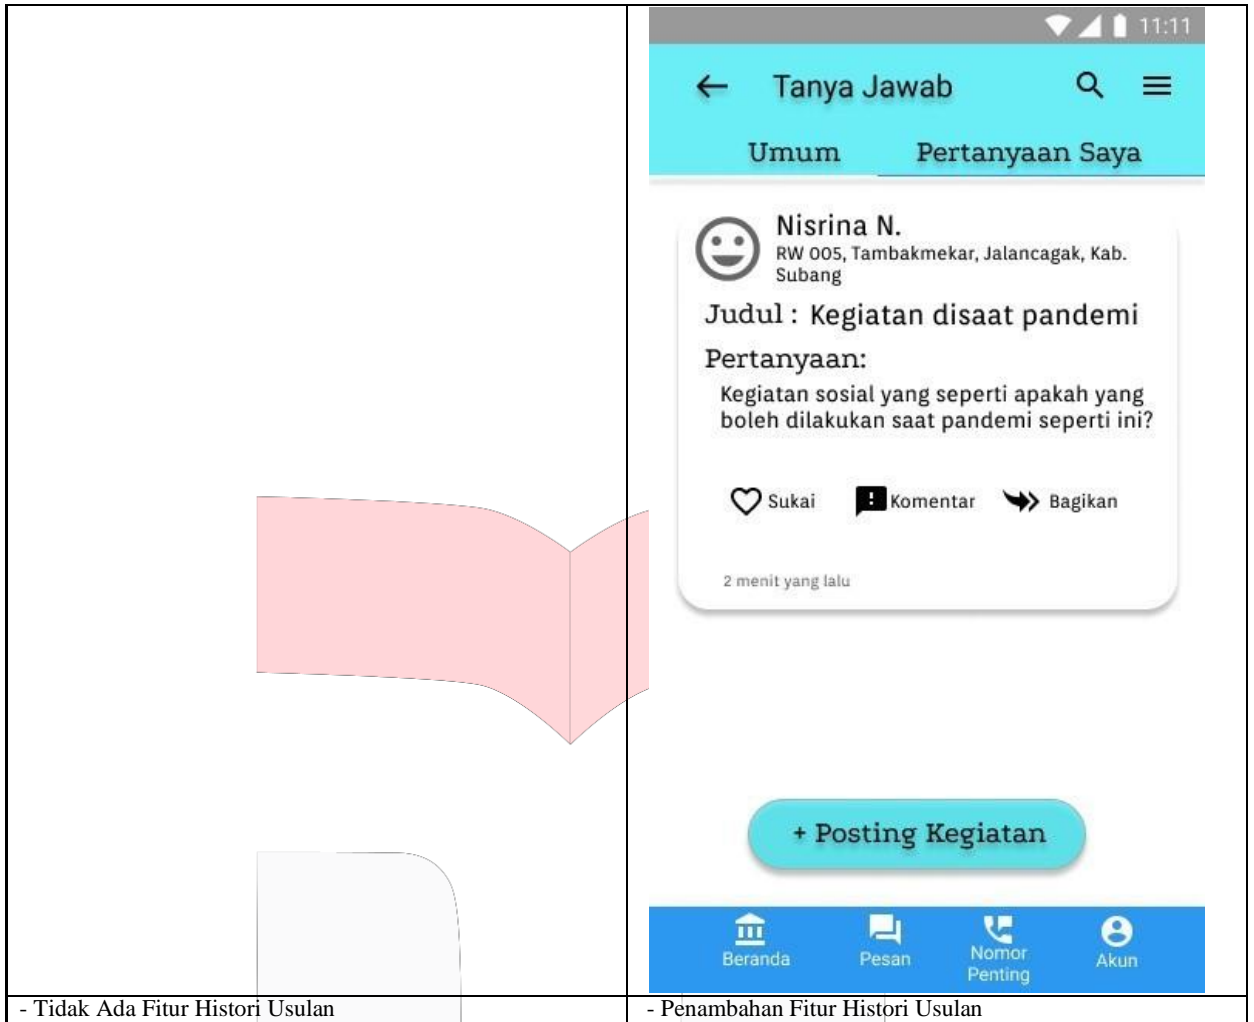 11:11
Tanya Jawab
Umum Pertanyaan Saya
Nisrina N.
RW 005, Tambakmekar, Jalancagak, Kab.
Subang
Judul : Kegiatan disaat pandemi
Pertanyaan:
Kegiatan sosial yang seperti apakah yang
boleh dilakukan saat pandemi seperti ini?
Sukai Komentar Bagikan
2 menit yang lalu
+ Posting Kegiatan
Beranda Pesan Nomor Akun
Penting
- Tidak Ada Fitur Histori Usulan - Penambahan Fitur Histori Usulan